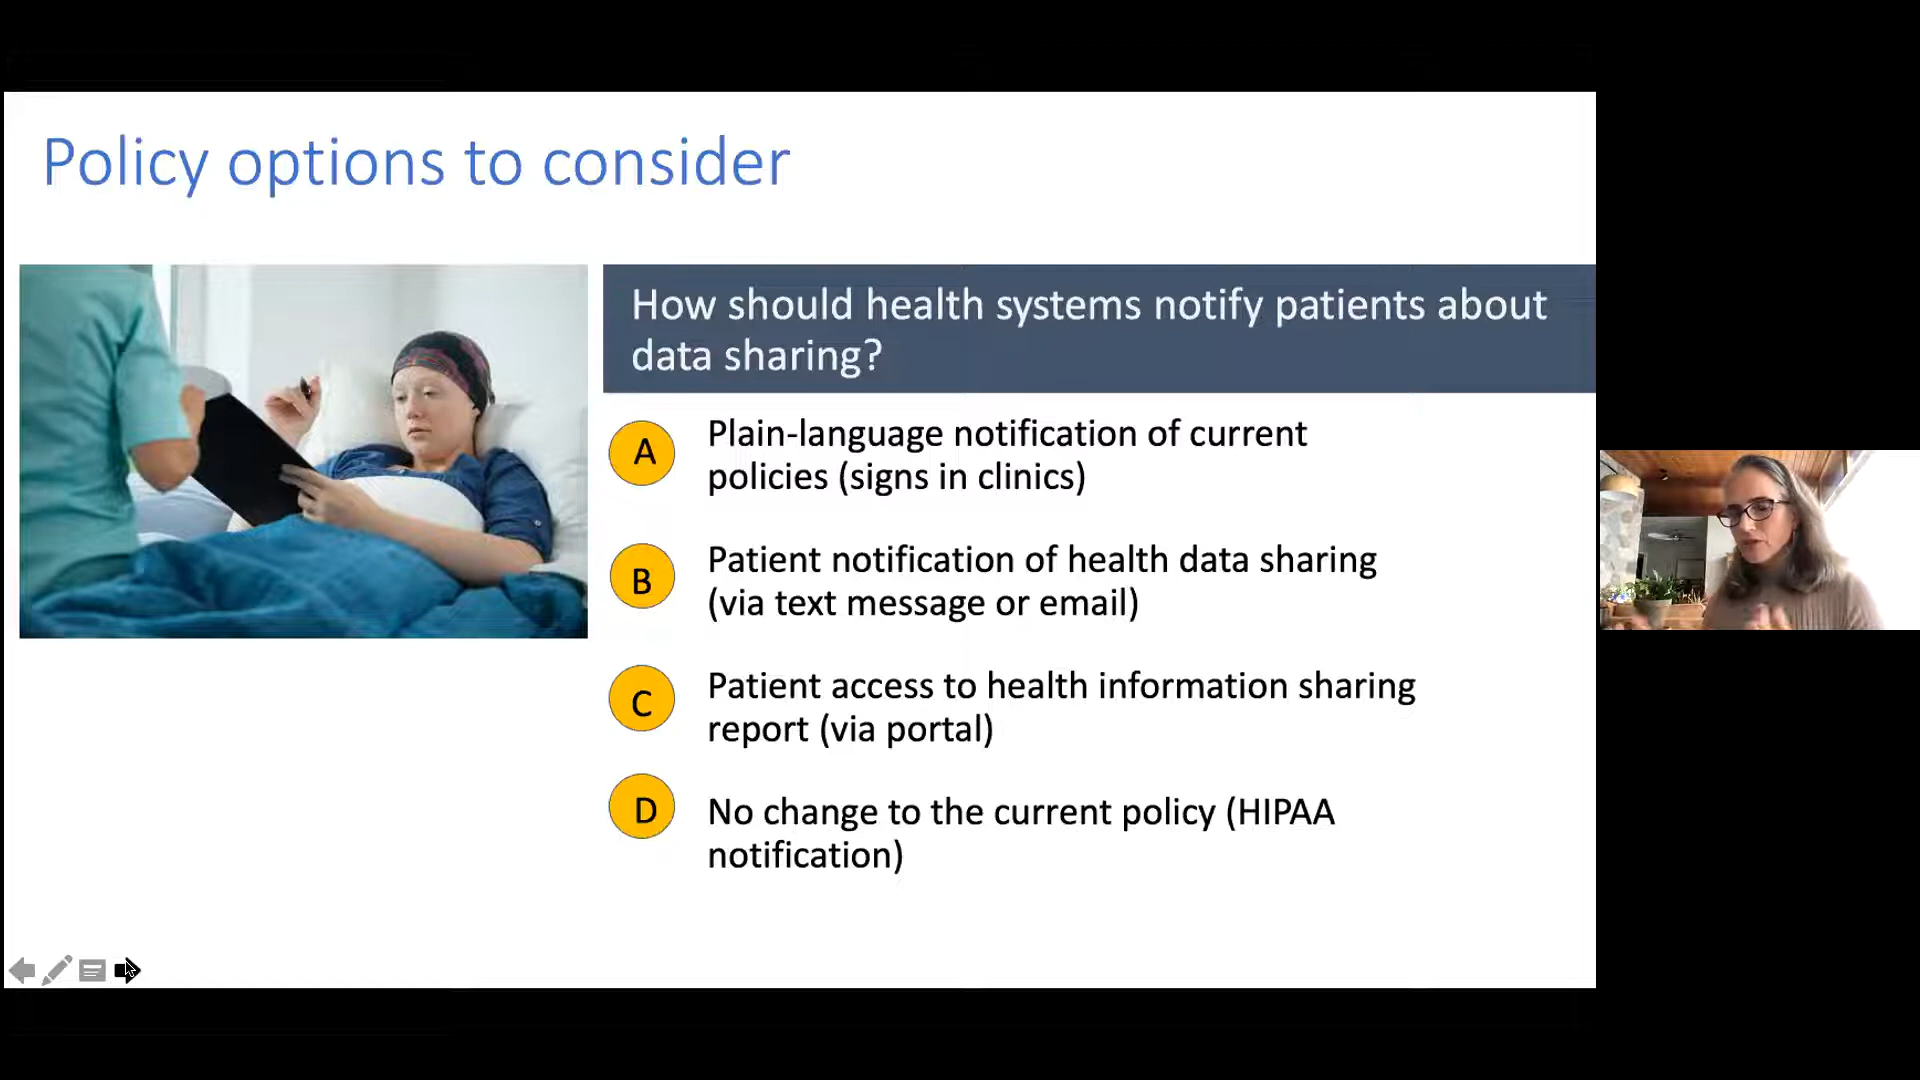 Policy options to consider
How should health systems notify patients about
data sharing?
A
Plain-language notification of current
policies (signs in clinics)
B
Patient notification of health data sharing
(via text message or email)
C
Patient access to health information sharing
report (via portal)
D
No change to the current policy (HIPAA
notification)